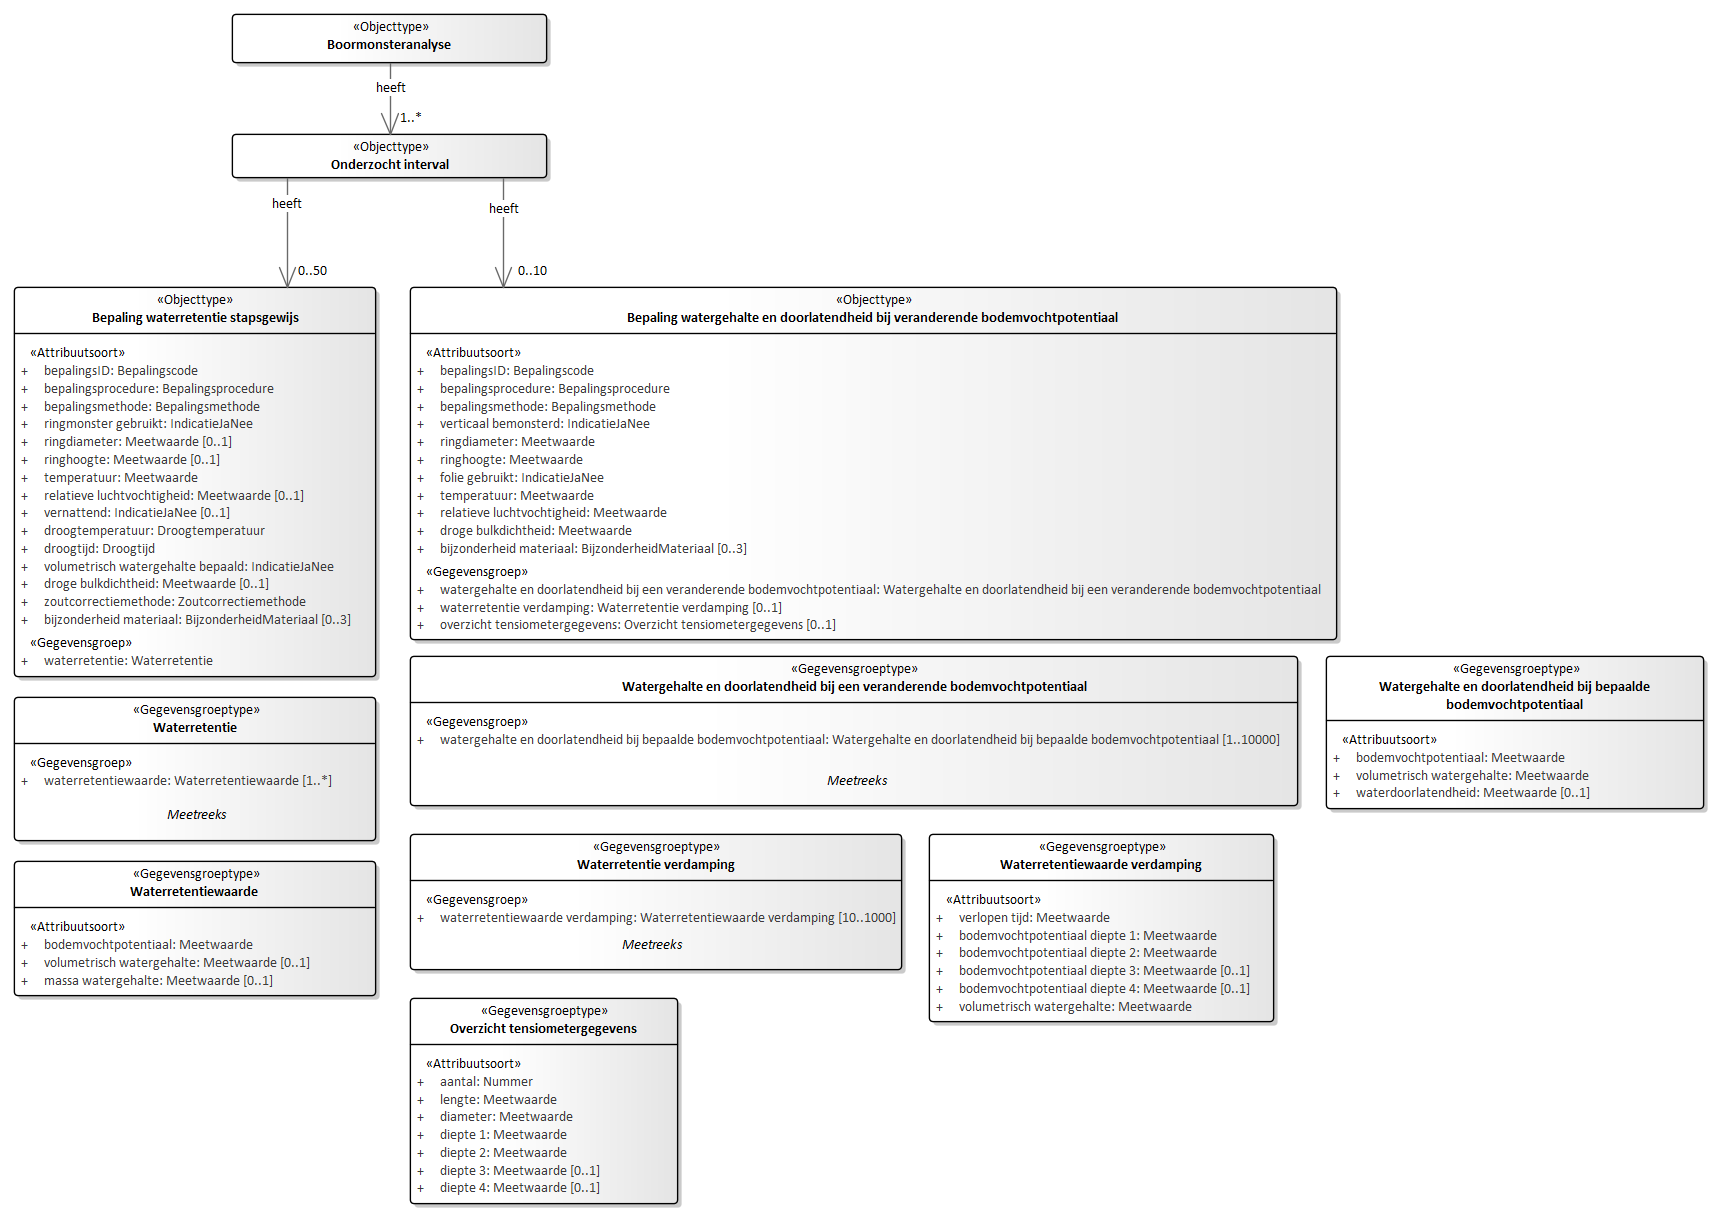 «Objecttype»
Boormonsteranalyse
heeft
1..*
«Objecttype»
Onderzocht interval
heeft
heeft
0..50
0..10
«Objecttype»
Bepaling waterretentie stapsgewijs
«Attribuutsoort»
+ bepalingsID: Bepalingscode
+ bepalingsprocedure: Bepalingsprocedure
+ bepalingsmethode: Bepalingsmethode
+ ringmonster gebruikt: IndicatieJaNee
+ ringdiameter: Meetwaarde [0..1]
+ ringhoogte: Meetwaarde [0..1]
+ temperatuur: Meetwaarde
+ relatieve luchtvochtigheid: Meetwaarde [0..1]
+ vernattend: IndicatieJaNee [0..1]
+ droogtemperatuur: Droogtemperatuur
+ droogtijd: Droogtijd
+ volumetrisch watergehalte bepaald: IndicatieJaNee
+ droge bulkdichtheid: Meetwaarde [0..1]
+ zoutcorrectiemethode: Zoutcorrectiemethode
+ bijzonderheid materiaal: BijzonderheidMateriaal [0..3]
«Gegevensgroep»
+ waterretentie: Waterretentie
«Objecttype»
Bepaling watergehalte en doorlatendheid bij veranderende bodemvochtpotentiaal
«Attribuutsoort»
+ bepalingsID: Bepalingscode
+ bepalingsprocedure: Bepalingsprocedure
+ bepalingsmethode: Bepalingsmethode
+ verticaal bemonsterd: IndicatieJaNee
+ ringdiameter: Meetwaarde
+ ringhoogte: Meetwaarde
+ folie gebruikt: IndicatieJaNee
+ temperatuur: Meetwaarde
+ relatieve luchtvochtigheid: Meetwaarde
+ droge bulkdichtheid: Meetwaarde
+ bijzonderheid materiaal: BijzonderheidMateriaal [0..3]
«Gegevensgroep»
+ watergehalte en doorlatendheid bij een veranderende bodemvochtpotentiaal: Watergehalte en doorlatendheid bij een veranderende bodemvochtpotentiaal
+ waterretentie verdamping: Waterretentie verdamping [0..1]
+ overzicht tensiometergegevens: Overzicht tensiometergegevens [0..1]
«Gegevensgroeptype»
Watergehalte en doorlatendheid bij een veranderende bodemvochtpotentiaal
«Gegevensgroep»
+ watergehalte en doorlatendheid bij bepaalde bodemvochtpotentiaal: Watergehalte en doorlatendheid bij bepaalde bodemvochtpotentiaal [1..10000]
Meetreeks
«Gegevensgroeptype»
Watergehalte en doorlatendheid bij bepaalde
bodemvochtpotentiaal
«Attribuutsoort»
+ bodemvochtpotentiaal: Meetwaarde
+ volumetrisch watergehalte: Meetwaarde
+ waterdoorlatendheid: Meetwaarde [0..1]
«Gegevensgroeptype»
Waterretentie
«Gegevensgroep»
+ waterretentiewaarde: Waterretentiewaarde [1..*]
Meetreeks
«Gegevensgroeptype»
Waterretentiewaarde
«Attribuutsoort»
+ bodemvochtpotentiaal: Meetwaarde
+ volumetrisch watergehalte: Meetwaarde [0..1]
+ massa watergehalte: Meetwaarde [0..1]
«Gegevensgroeptype»
Waterretentie verdamping
«Gegevensgroep»
+ waterretentiewaarde verdamping: Waterretentiewaarde verdamping [10..1000]
Meetreeks
«Gegevensgroeptype»
Waterretentiewaarde verdamping
«Attribuutsoort»
+ verlopen tijd: Meetwaarde
+ bodemvochtpotentiaal diepte 1: Meetwaarde
+ bodemvochtpotentiaal diepte 2: Meetwaarde
+ bodemvochtpotentiaal diepte 3: Meetwaarde [0..1]
+ bodemvochtpotentiaal diepte 4: Meetwaarde [0..1]
+ volumetrisch watergehalte: Meetwaarde
«Gegevensgroeptype»
Overzicht tensiometergegevens
«Attribuutsoort»
+ aantal: Nummer
+ lengte: Meetwaarde
+ diameter: Meetwaarde
+ diepte 1: Meetwaarde
+ diepte 2: Meetwaarde
+ diepte 3: Meetwaarde [0..1]
+ diepte 4: Meetwaarde [0..1]